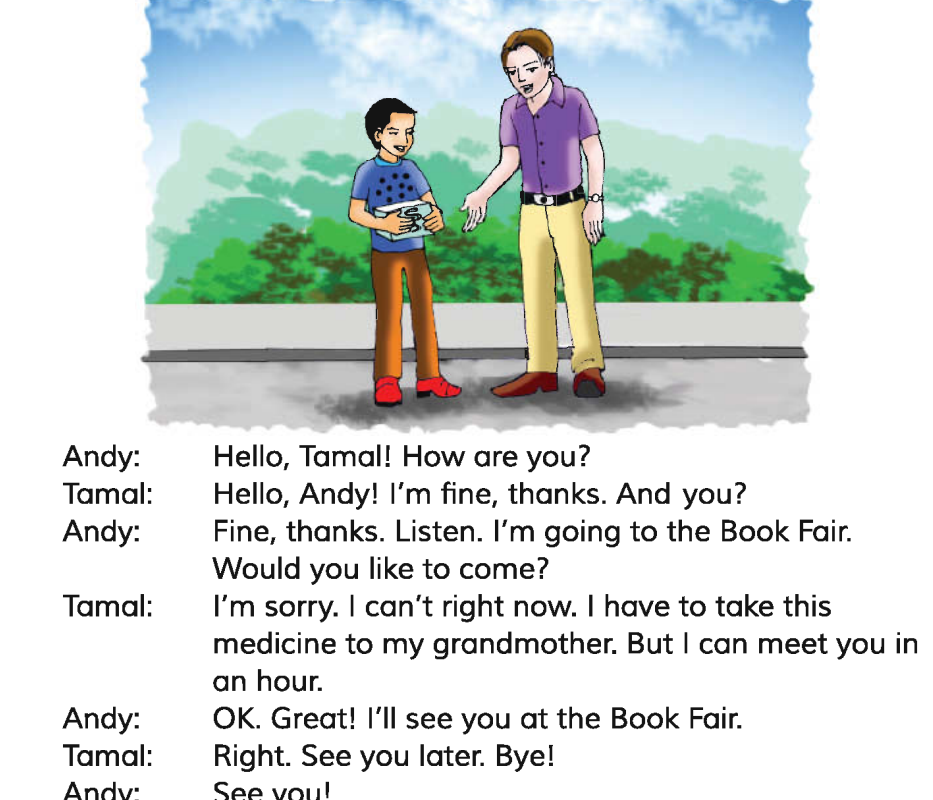 Andy: Hello, Tamal! How are you?
Tamal: Hello, Andy! I'm fine, thanks. And you?
Andy: Fine, thanks. Listen. I'm going to the Book Fair.
Would you like to come?
Tamal: I'm sorry. I can't right now. I have to take this
medicine to my grandmother. But I can meet you in
an hour.
Andy: OK. Great! I'll see you at the Book Fair.
Tamal: Right. See you later. Bye!
Andy: See you!